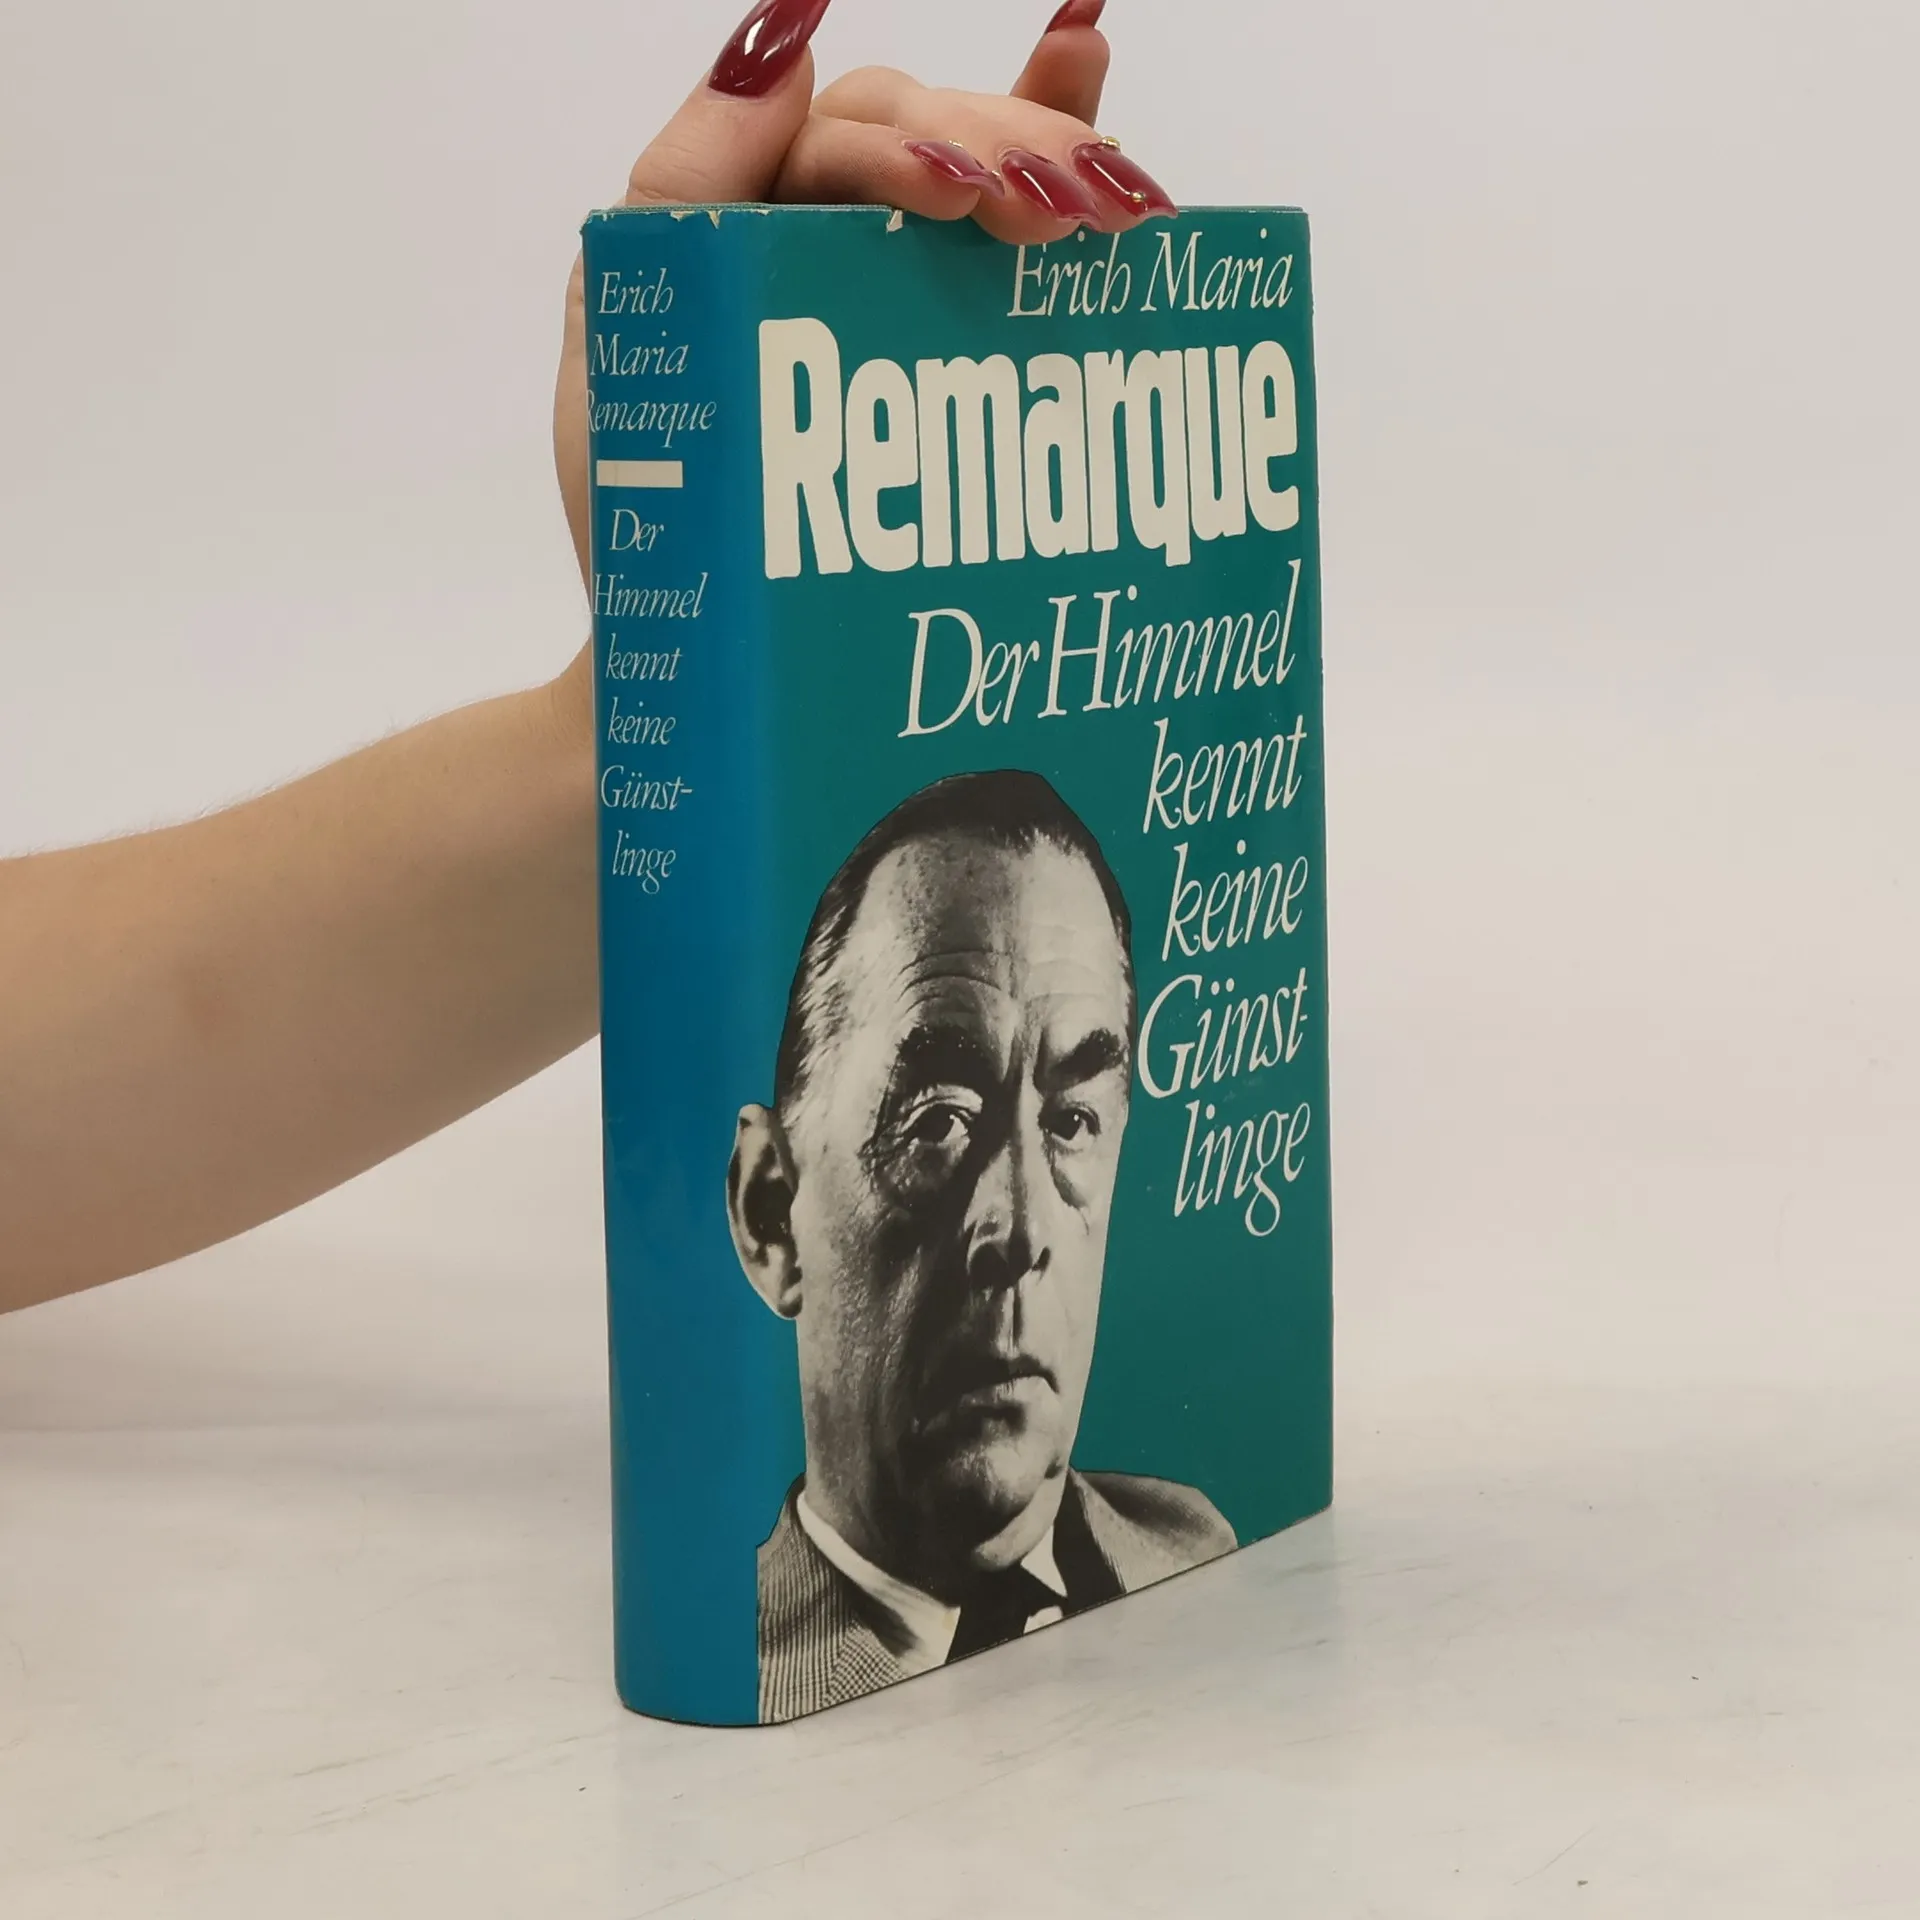 Erich
Maria
Remarque
Der
Himmel
kennt
keine
Günst-
linge
Erich Maria
Remarque
Der Himmel
kennt
keine
Günst-
linge